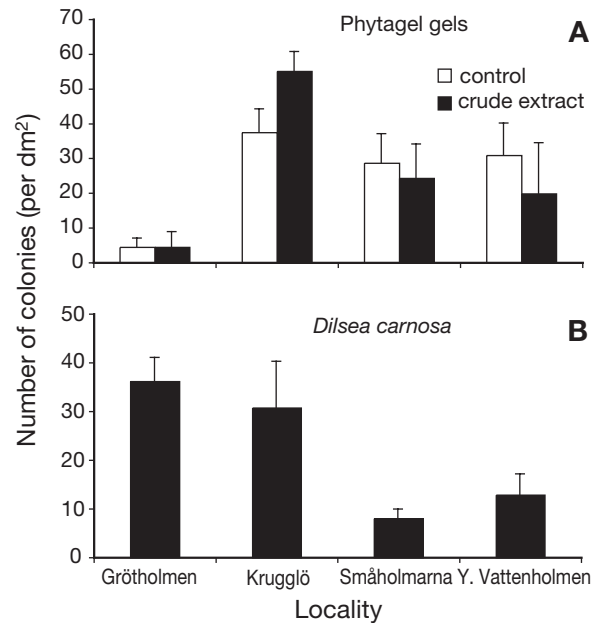 Phytagel gels
A
control
crude extract
70
60
50
40
30
20
10
0
Number of colonies (per dm²)
Dilsea carnosa
B
50
40
30
20
10
0
Grötholmen Krugglö Småholmarna Y. Vattenholmen
Locality